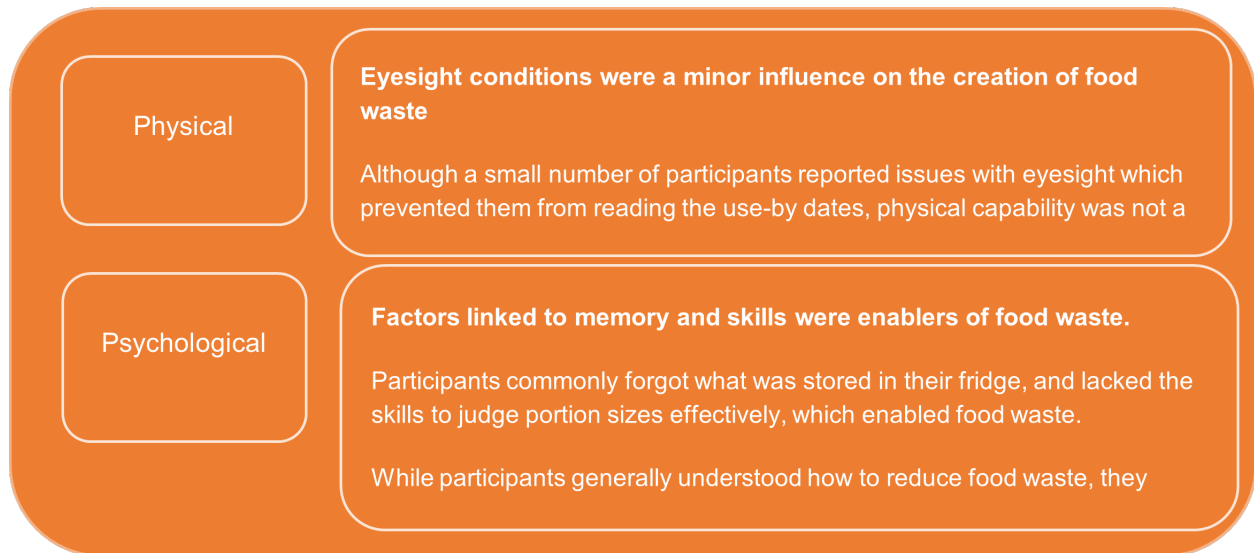 Physical
Eyesight conditions were a minor influence on the creation of food
waste
Although a small number of participants reported issues with eyesight which
prevented them from reading the use-by dates, physical capability was not a
Psychological
Factors linked to memory and skills were enablers of food waste.
Participants commonly forgot what was stored in their fridge, and lacked the
skills to judge portion sizes effectively, which enabled food waste.
While participants generally understood how to reduce food waste, they